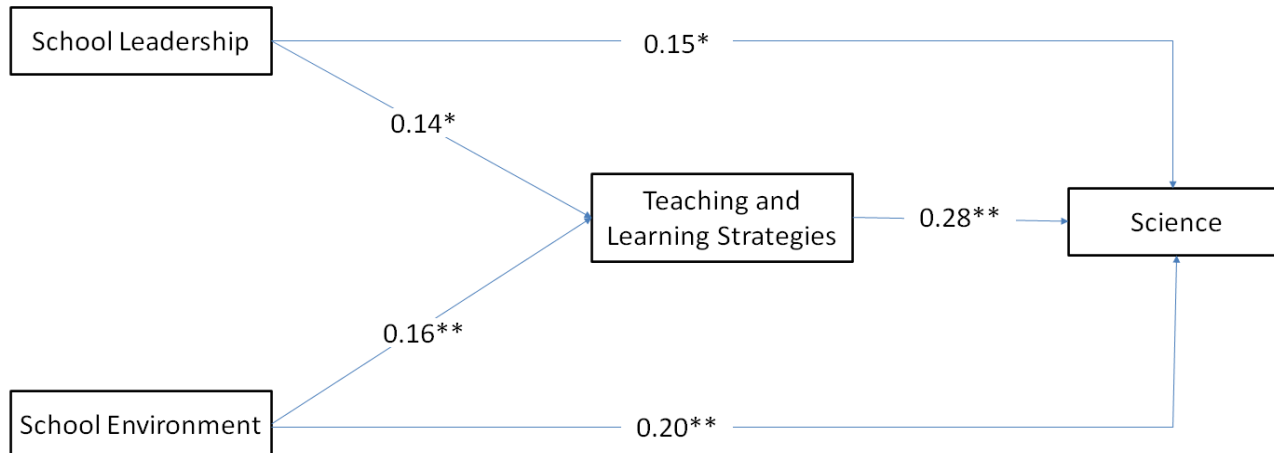 School Leadership
0.15*
0.14*
Teaching and
Learning Strategies
0.28**
Science
0.16**
School Environment
0.20**